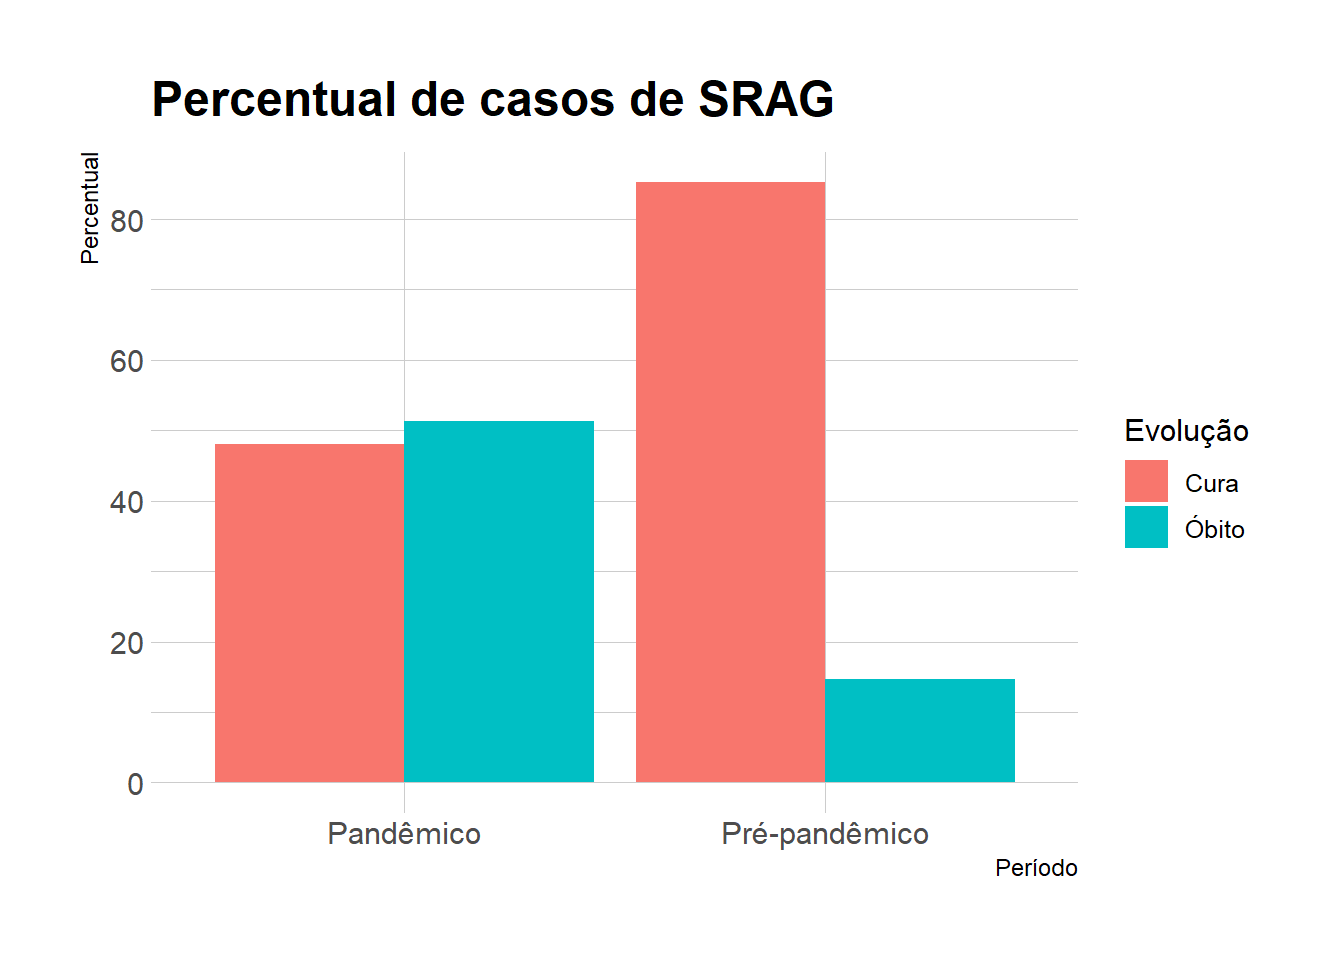 Percentual de casos de SRAG
Percentual
80
60
40
20
0
Pandêmico
Pré-pandêmico
Período
Evolução
Cura
Óbito